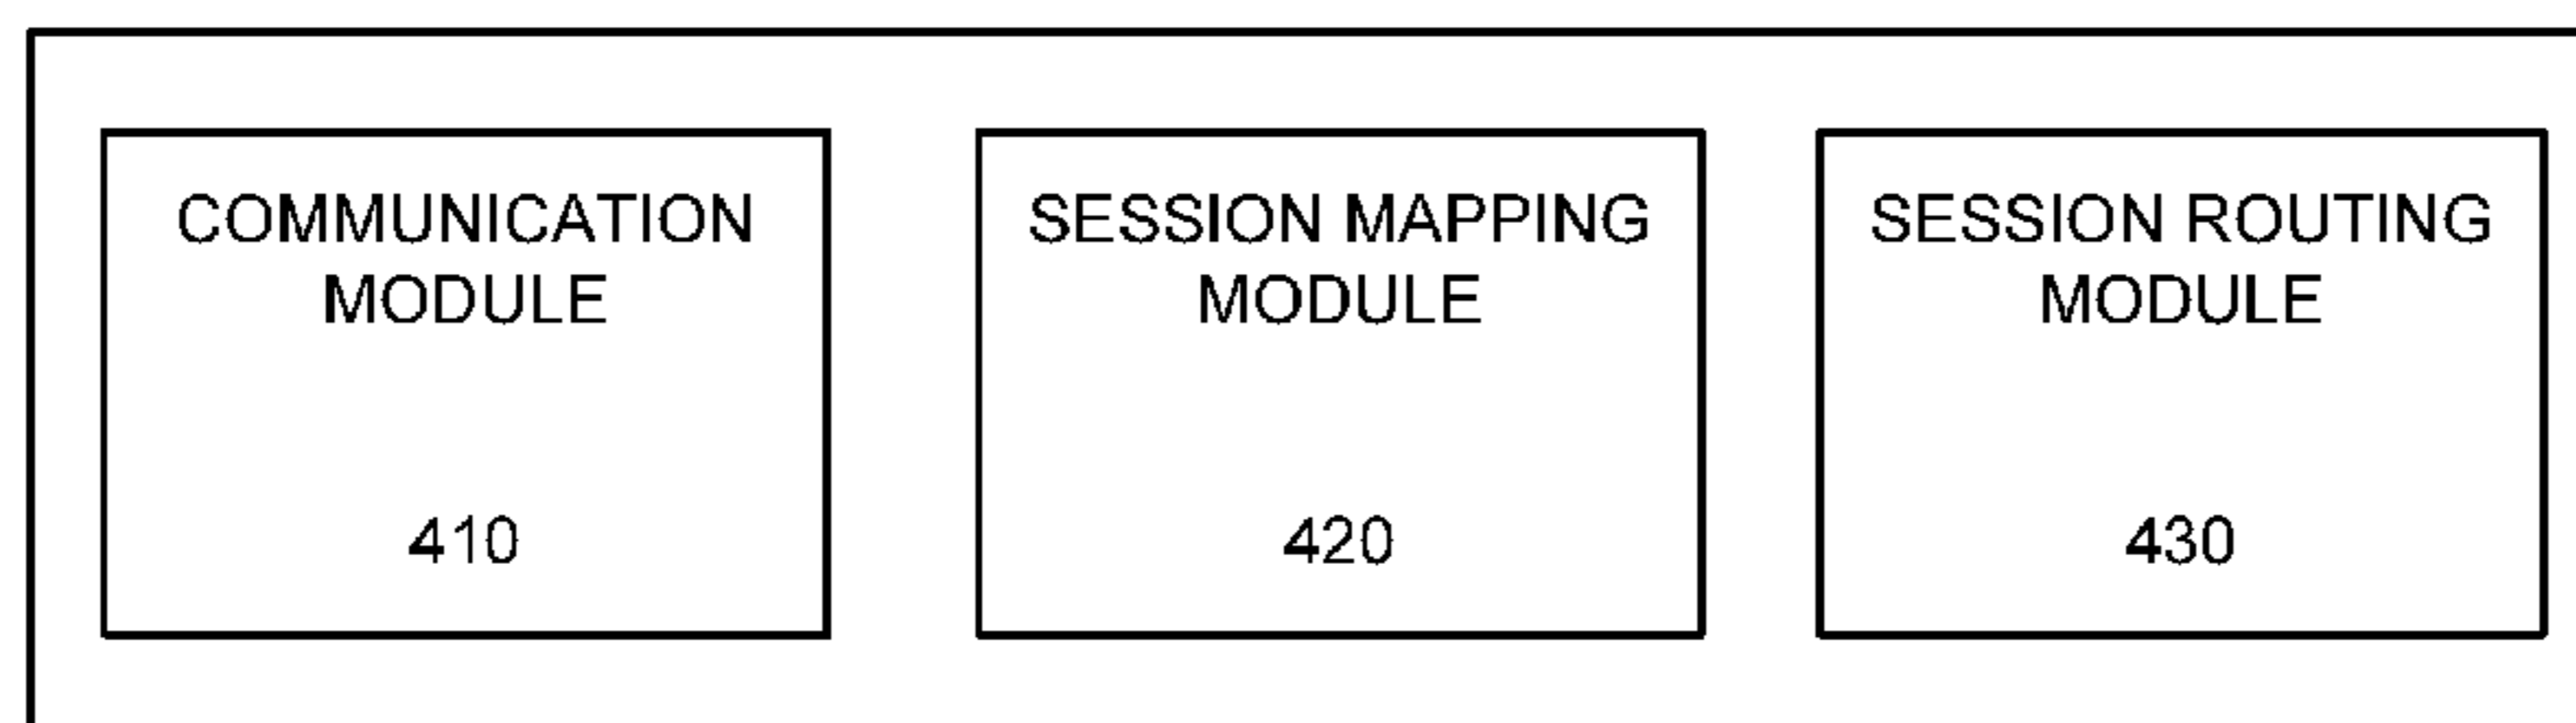 COMMUNICATION
MODULE
410
SESSION MAPPING
MODULE
420
SESSION ROUTING
MODULE
430